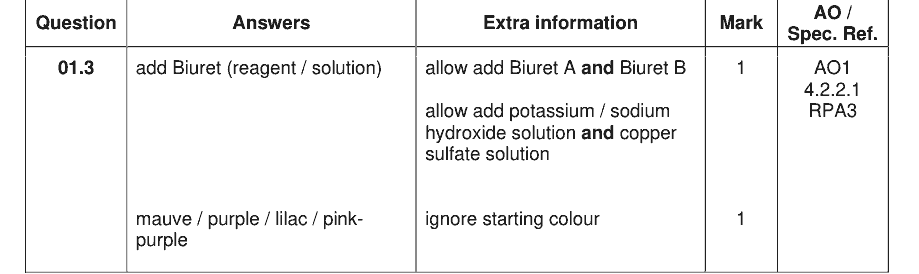 Question Answers Extra information Mark AO /
Spec. Ref.
01.3 add Biuret (reagent / solution) allow add Biuret A and Biuret B 1 AO1
4.2.2.1
allow add potassium / sodium RPA3
hydroxide solution and copper
sulfate solution
mauve / purple / lilac / pink- ignore starting colour 1
purple